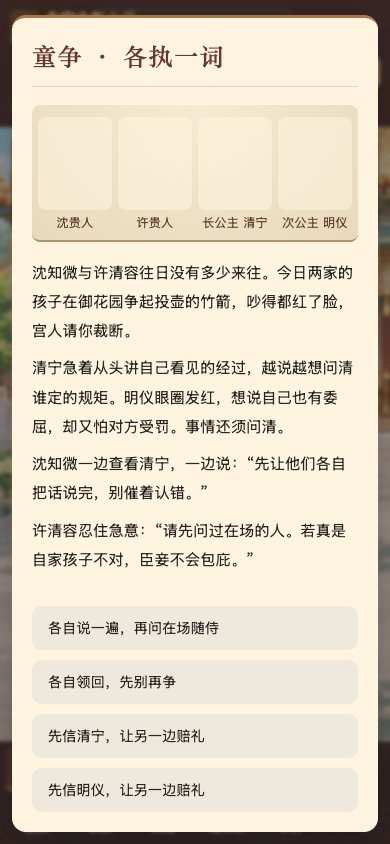 童争 · 各执一词
沈贵人
许贵人
长公主 清宁
次公主 明仪
沈知微与许清容往日没有多少来往。今日两家的
孩子在御花园争起投壶的竹箭，吵得都红了脸，
宫人请你裁断。
清宁急着从头讲自己看见的经过，越说越想问清
谁定的规矩。明仪眼圈发红，想说自己也有委
屈，却又怕对方受罚。事情还须问清。
沈知微一边查看清宁，一边说：“先让他们各自
把话说完，别催着认错。”
许清容忍住急意：“请先问过在场的人。若真是
自家孩子不对，臣妾不会包庇。”
各自说一遍，再问在场随侍
各自领回，先别再争
先信清宁，让另一边赔礼
先信明仪，让另一边赔礼